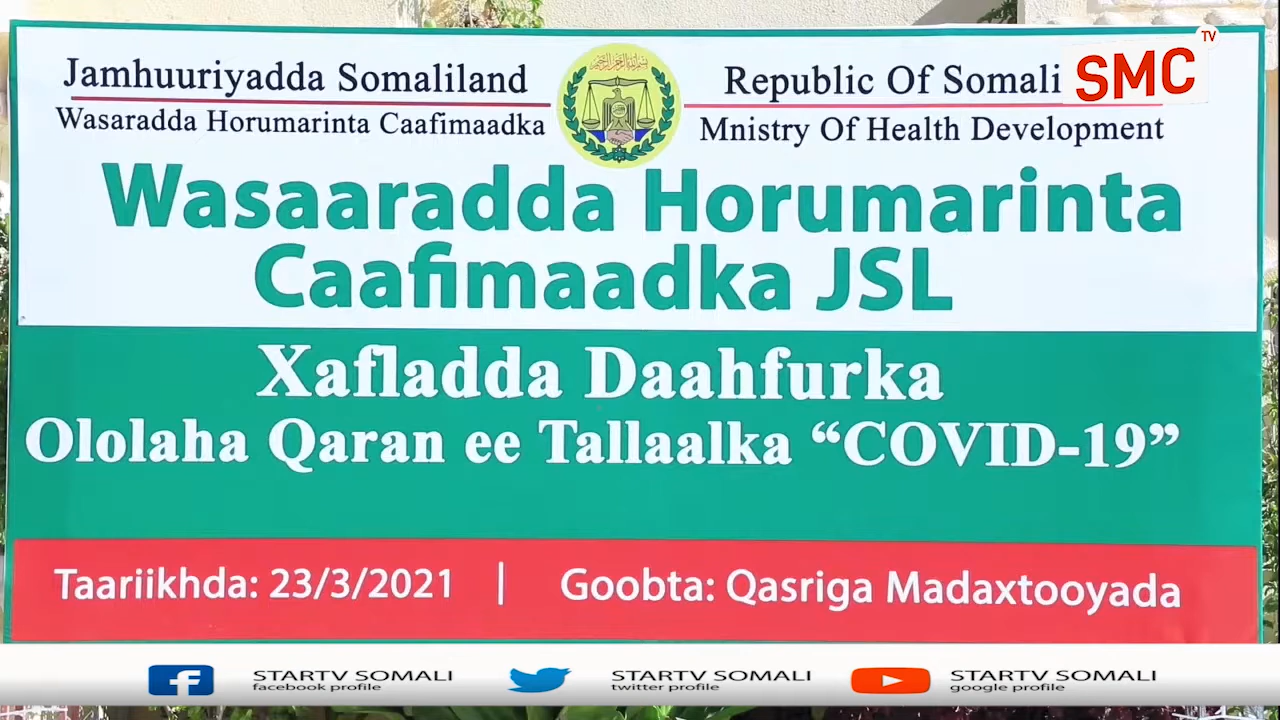 Jamhuuriyadda Somaliland
Wasaradda Horumarinta Caafimaadka
Republic Of Somali
Mnistry Of Health Development
SMC TV
Wasaaradda Horumarinta
Caafimaadka JSL
Xafladda Daahfurka
Ololaha Qaran ee Tallaalka “COVID-19”
Taariikhda: 23/3/2021 | Goobta: Qasriga Madaxtooyada
STARTV SOMALI
facebook profile
STARTV SOMALI
twitter profile
STARTV SOMALI
google profile